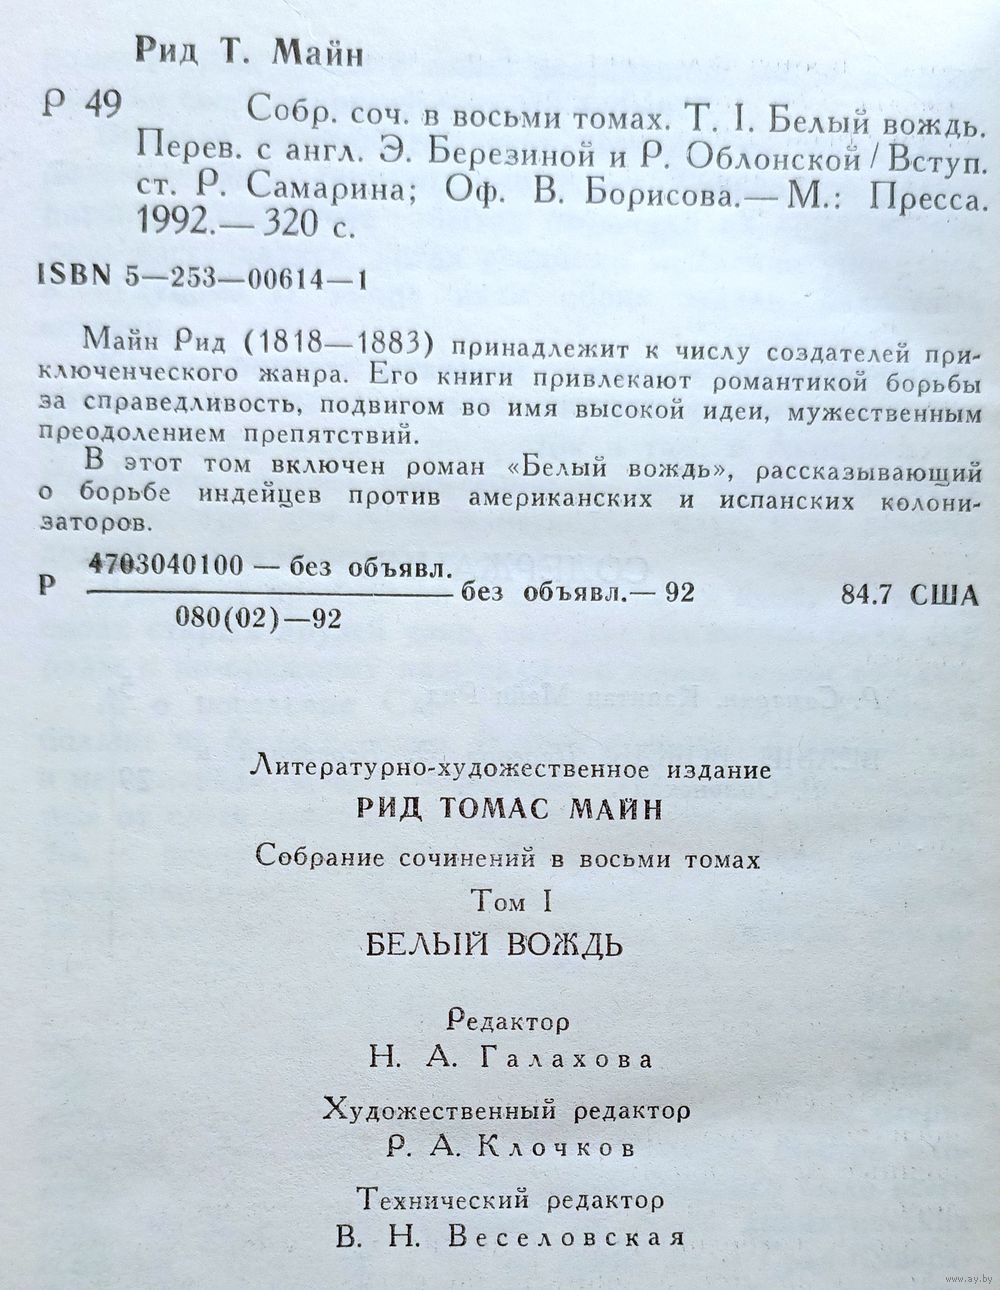 Рид Т. Майн
Р 49
Собр. соч. в восьми томах. Т. I. Белый вождь.
Перев. с англ. Э. Березиной и Р. Облонской / Вступ.
ст. Р. Самарина; Оф. В. Борисова.— М.: Пресса.
1992.— 320 с.
ISBN 5—253—00614—1
Майн Рид (1818—1883) принадлежит к числу создателей при-
ключенческого жанра. Его книги привлекают романтикой борьбы
за справедливость, подвигом во имя высокой идеи, мужественным
преодолением препятствий.
В этот том включен роман «Белый вождь», рассказывающий
о борьбе индейцев против американских и испанских колони-
заторов.
Р 4703040100 — без объявл.
080(02)—92
без объявл.— 92
84.7 США
Литературно-художественное издание
РИД ТОМАС МАЙН
Собрание сочинений в восьми томах
Том I
БЕЛЫЙ ВОЖДЬ
Редактор
Н. А. Галахова
Художественный редактор
Р. А. Клочков
Технический редактор
В. Н. Веселовская
www.ay.by